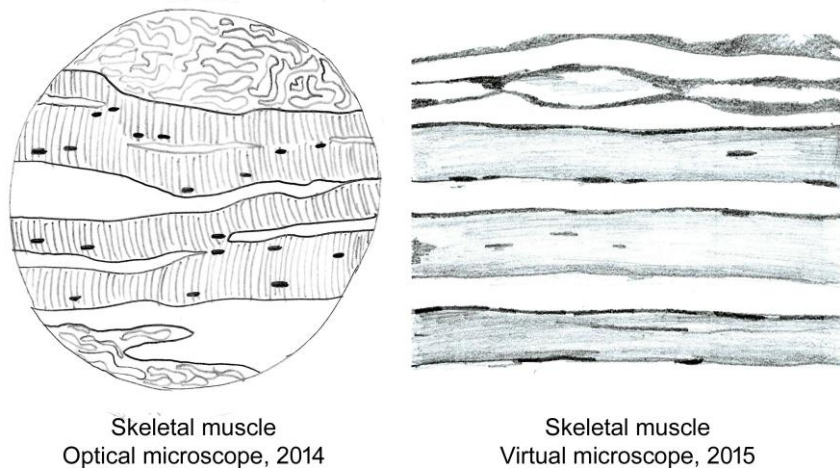 Skeletal muscle
Optical microscope, 2014
Skeletal muscle
Virtual microscope, 2015